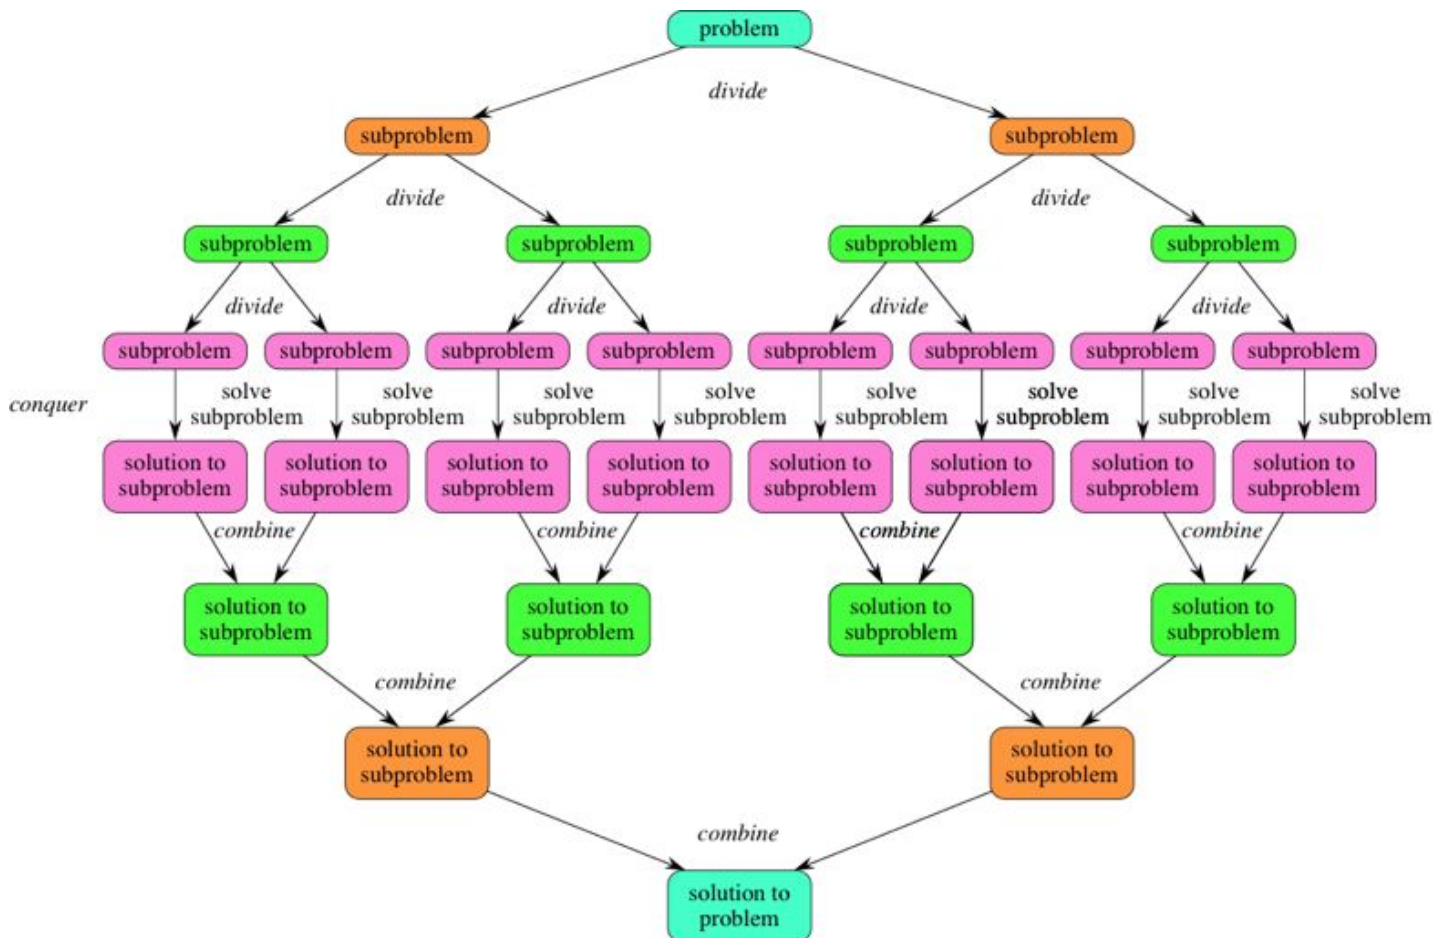 problem
divide
subproblem subproblem
divide divide
subproblem subproblem subproblem subproblem
divide divide divide divide
subproblem subproblem subproblem subproblem subproblem subproblem subproblem subproblem
conquer
solve solve solve solve solve solve solve solve
subproblem subproblem subproblem subproblem subproblem subproblem subproblem subproblem
solution to solution to solution to solution to solution to solution to solution to solution to
subproblem subproblem subproblem subproblem subproblem subproblem subproblem subproblem
combine combine combine combine
solution to solution to solution to solution to
subproblem subproblem subproblem subproblem
combine combine
solution to solution to
subproblem subproblem
combine
solution to
problem